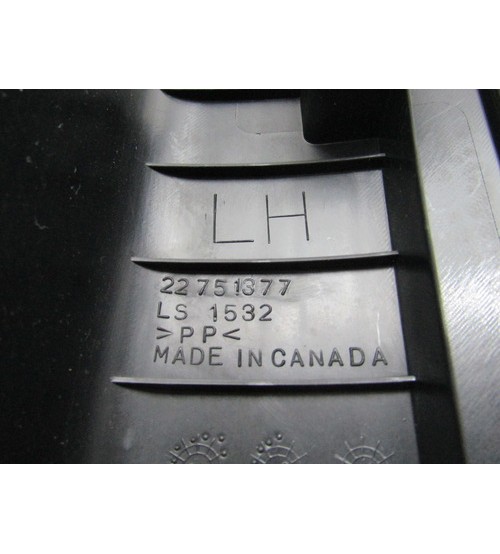 LH
22751377
LS 1532
>PP<
MADE IN CANADA